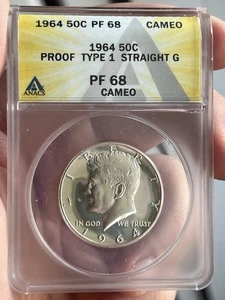 1964 50C PF 68 CAMEO
ANACS
1964 50C
PROOF TYPE 1 STRAIGHT G
PF 68
CAMEO
LIBERTY
IN GOD WE TRUST
1964